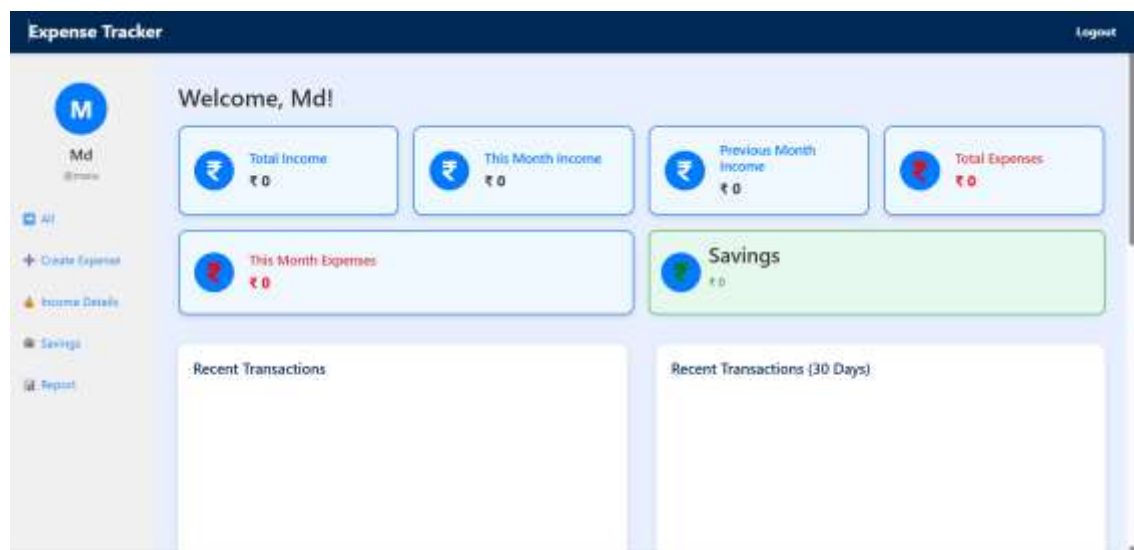 Expense Tracker
Logout
M
Md
Welcome, Md!
₹ Total Income
₹ 0
₹ This Month Income
₹ 0
₹ Previous Month
Income
₹ 0
₹ Total Expenses
₹ 0
₹ This Month Expenses
₹ 0
₹ Savings
₹ 0
All
Create Expense
Income Details
Savings
Report
Recent Transactions
Recent Transactions (30 Days)